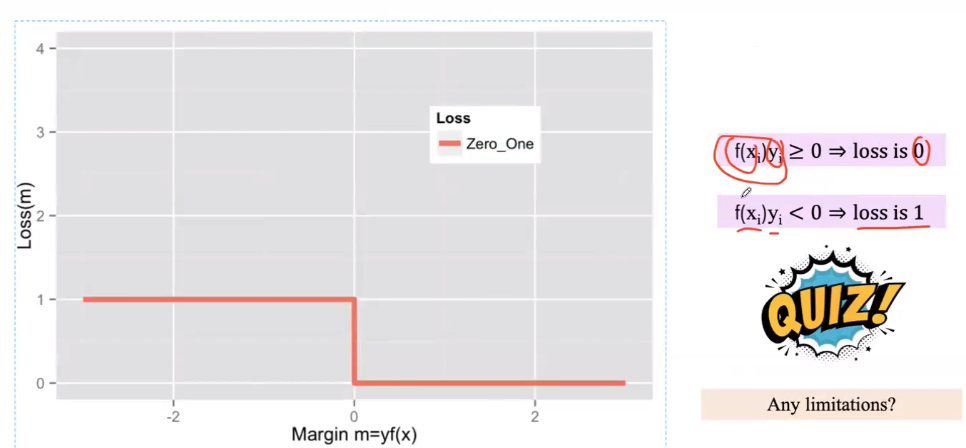 4
3
2
1
0
Loss(m)
-2
0
2
Margin m=yf(x)
Loss
Zero_One
f(xᵢ)yᵢ ≥ 0 ⇒ loss is 0
f(xᵢ)yᵢ < 0 ⇒ loss is 1
QUIZ!
Any limitations?